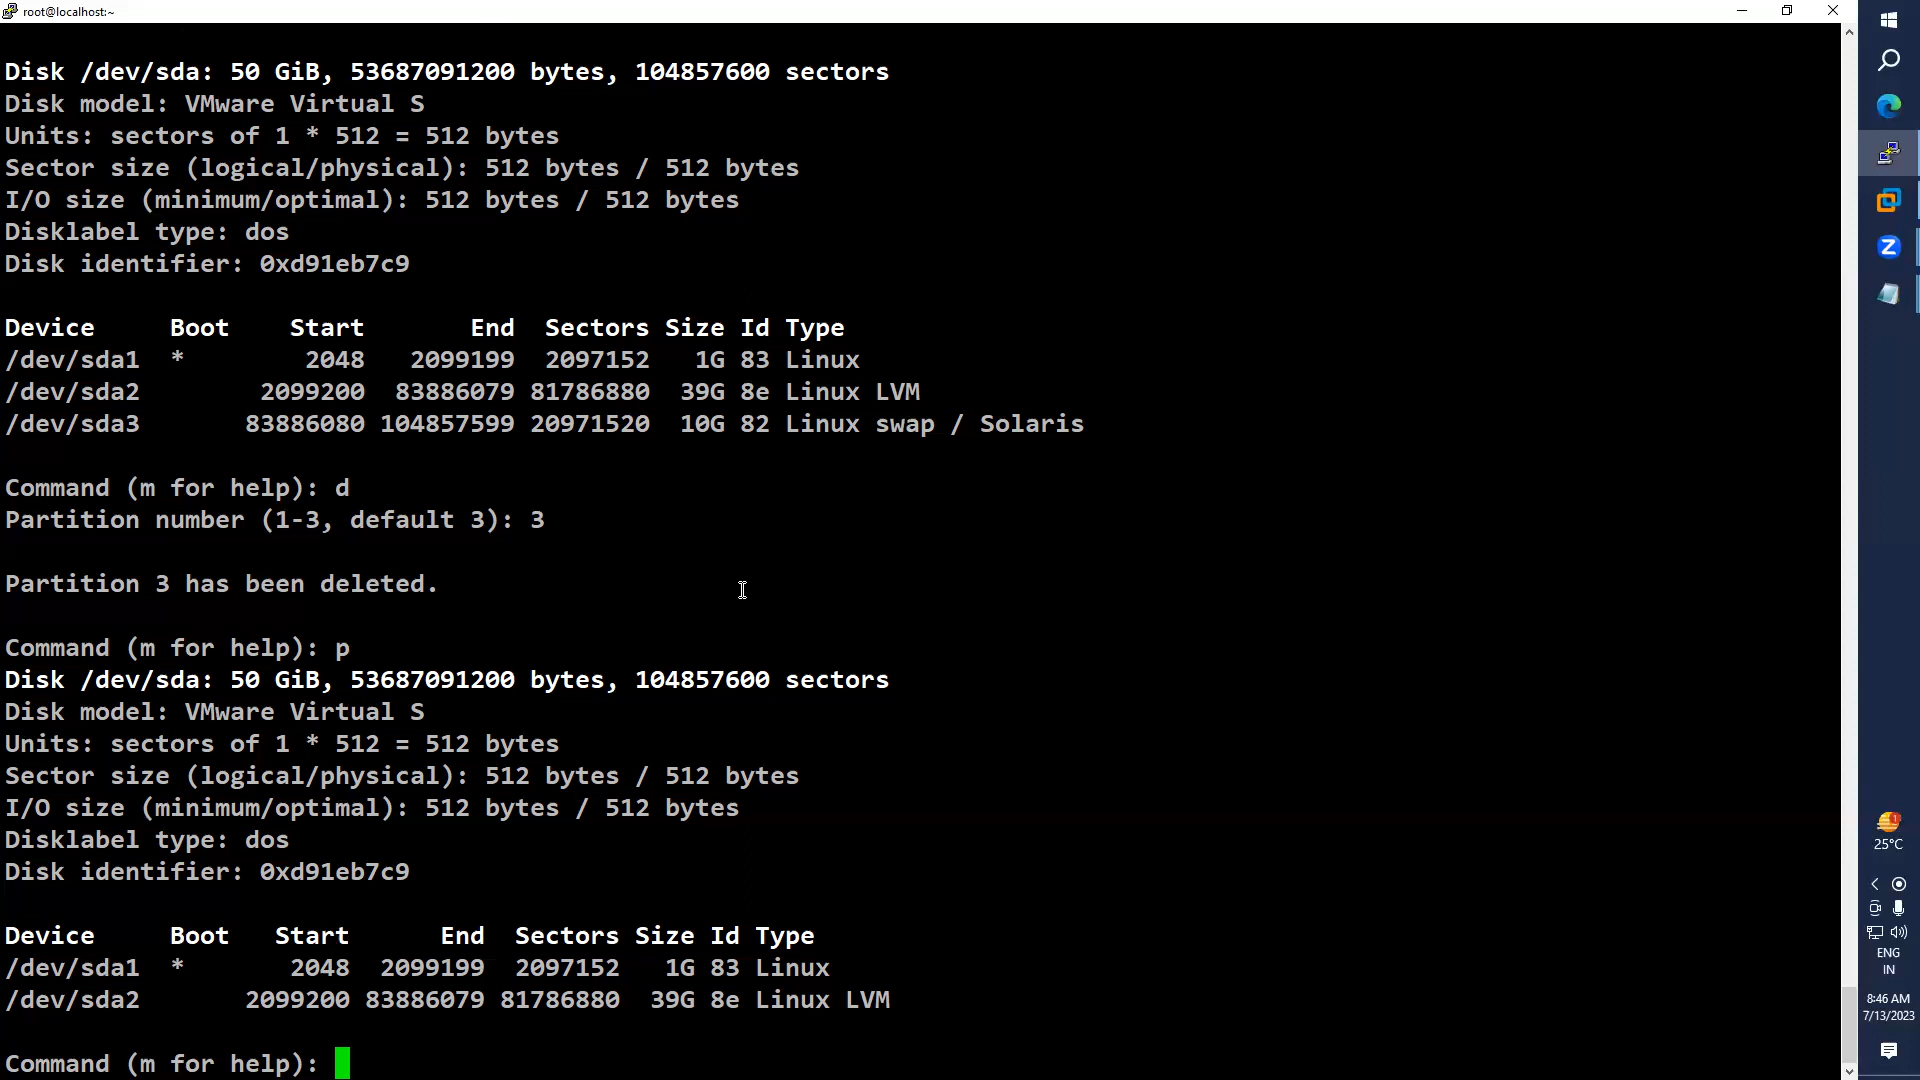 root@localhost:~
Disk /dev/sda: 50 GiB, 53687091200 bytes, 104857600 sectors
Disk model: VMware Virtual S
Units: sectors of 1 * 512 = 512 bytes
Sector size (logical/physical): 512 bytes / 512 bytes
I/O size (minimum/optimal): 512 bytes / 512 bytes
Disklabel type: dos
Disk identifier: 0xd91eb7c9
Device     Boot    Start       End  Sectors Size Id Type
/dev/sda1  *        2048   2099199  2097152   1G 83 Linux
/dev/sda2        2099200  83886079 81786880  39G 8e Linux LVM
/dev/sda3       83886080 104857599 20971520  10G 82 Linux swap / Solaris
Command (m for help): d
Partition number (1-3, default 3): 3
Partition 3 has been deleted.
Command (m for help): p
Disk /dev/sda: 50 GiB, 53687091200 bytes, 104857600 sectors
Disk model: VMware Virtual S
Units: sectors of 1 * 512 = 512 bytes
Sector size (logical/physical): 512 bytes / 512 bytes
I/O size (minimum/optimal): 512 bytes / 512 bytes
Disklabel type: dos
Disk identifier: 0xd91eb7c9
Device     Boot   Start      End  Sectors Size Id Type
/dev/sda1  *       2048  2099199  2097152   1G 83 Linux
/dev/sda2       2099200 83886079 81786880  39G 8e Linux LVM
Command (m for help):
Z
1
25°C
ENG
IN
8:46 AM
7/13/2023